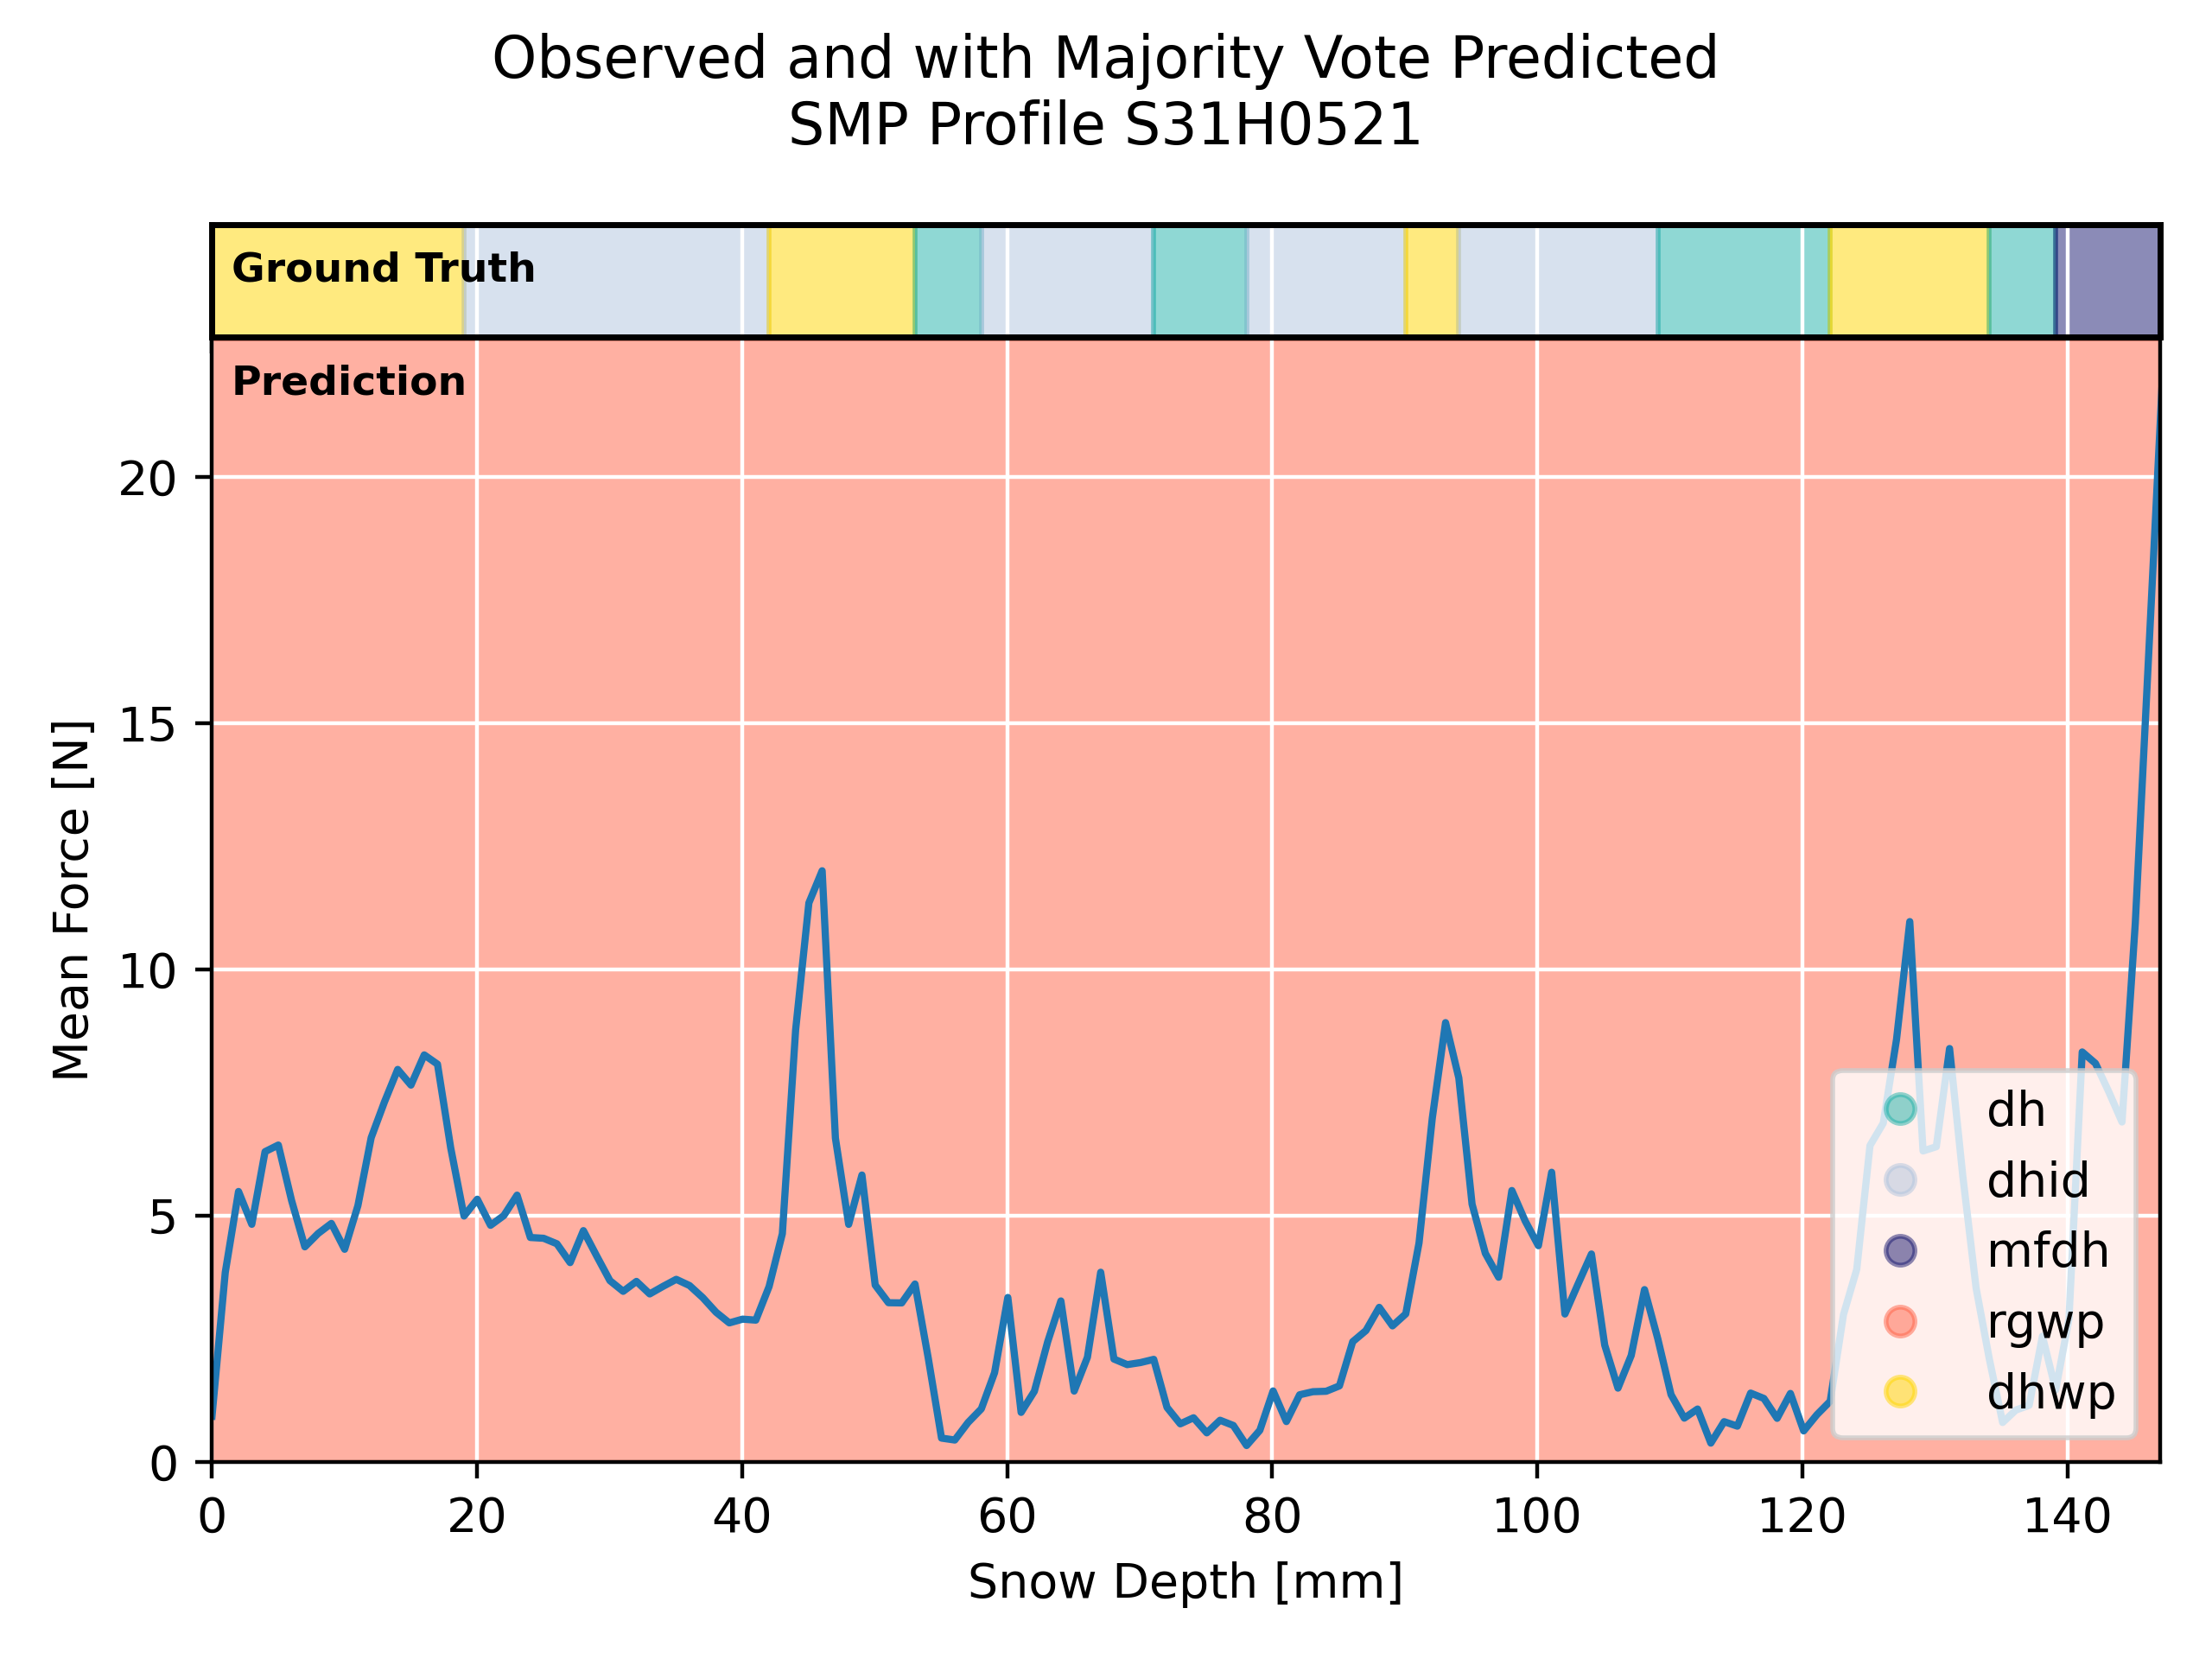 Observed and with Majority Vote Predicted
SMP Profile S31H0521
Ground Truth
Prediction
20
15
10
5
0
Mean Force [N]
dh
dhid
mfdh
rgwp
dhwp
0 20 40 60 80 100 120 140
Snow Depth [mm]